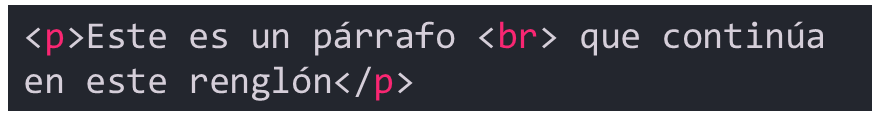 <p>Este es un párrafo <br> que continúa
en este renglón</p>